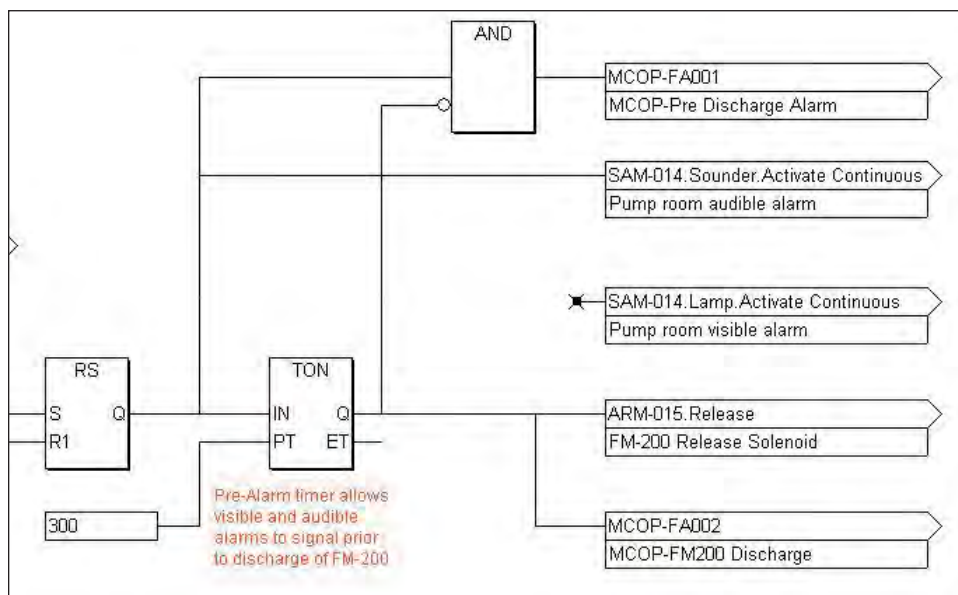 AND
MCOP-FA001
MCOP-Pre Discharge Alarm
SAM-014.Sounder.Activate Continuous
Pump room audible alarm
SAM-014.Lamp.Activate Continuous
Pump room visible alarm
RS
S Q
R1
TON
IN Q
PT ET
ARM-015.Release
FM-200 Release Solenoid
300
Pre-Alarm timer allows
visible and audible
alarms to signal prior
to discharge of FM-200
MCOP-FA002
MCOP-FM200 Discharge